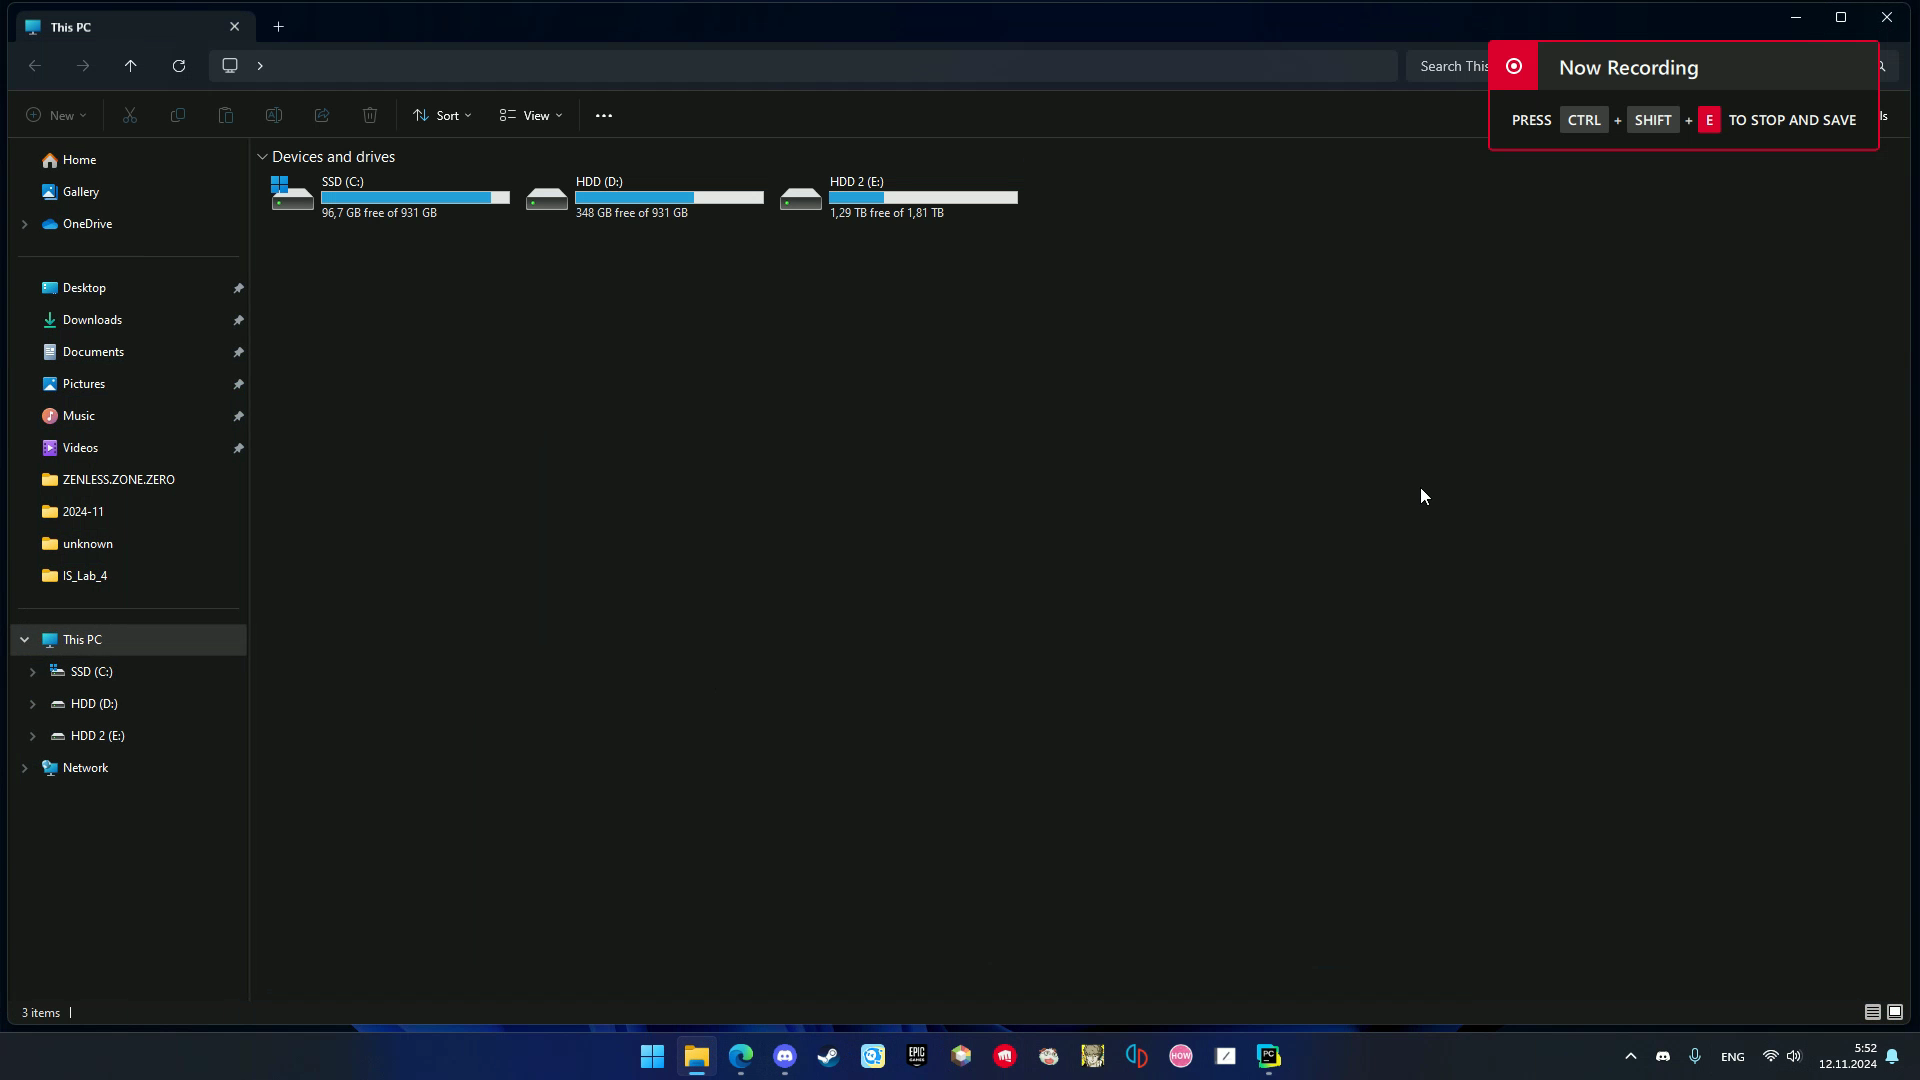 This PC
Search This
Now Recording
PRESS CTRL + SHIFT + E TO STOP AND SAVE
New
Sort
View
ls
Home
Gallery
OneDrive
Desktop
Downloads
Documents
Pictures
Music
Videos
ZENLESS.ZONE.ZERO
2024-11
unknown
IS_Lab_4
This PC
SSD (C:)
HDD (D:)
HDD 2 (E:)
Network
Devices and drives
SSD (C:)
96,7 GB free of 931 GB
HDD (D:)
348 GB free of 931 GB
HDD 2 (E:)
1,29 TB free of 1,81 TB
3 items
EPIC
GAMES
HOW
PC
ENG
5:52
12.11.2024